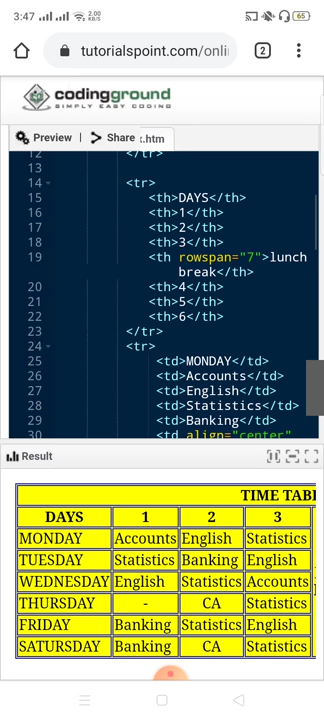 3:47
2.00
KB/S
65
tutorialspoint.com/onli
2
codingground
SIMPLY EASY CODING
Preview | Share :.htm
12 </tr>
13
14 <tr>
15 <th>DAYS</th>
16 <th>1</th>
17 <th>2</th>
18 <th>3</th>
19 <th rowspan="7">lunch
break</th>
20 <th>4</th>
21 <th>5</th>
22 <th>6</th>
23 </tr>
24 <tr>
25 <td>MONDAY</td>
26 <td>Accounts</td>
27 <td>English</td>
28 <td>Statistics</td>
29 <td>Banking</td>
30 <td align="center"
Result
TIME TABL
DAYS 1 2 3
MONDAY Accounts English Statistics
TUESDAY Statistics Banking English
WEDNESDAY English Statistics Accounts
THURSDAY - CA Statistics
FRIDAY Banking Statistics English
SATURSDAY Banking CA Statistics